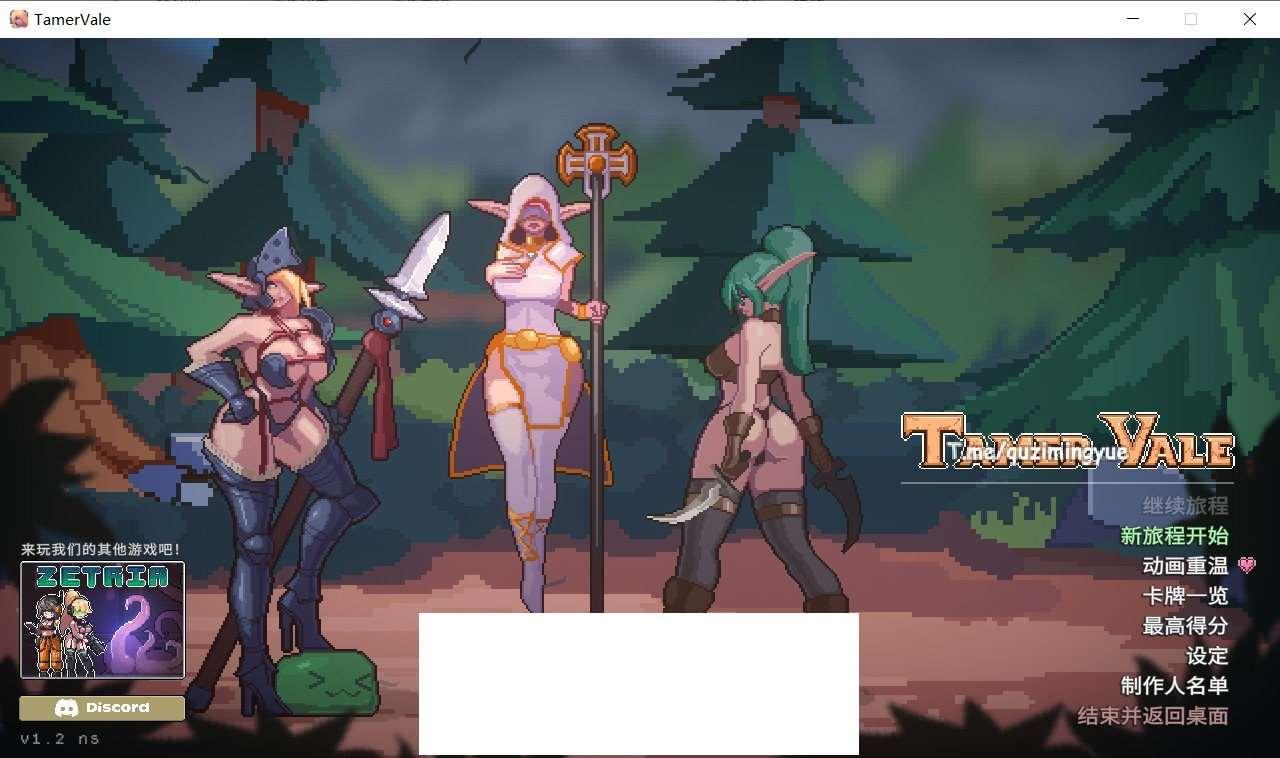 TamerVale
TAMER VALE
T.me/quzimingyue
继续旅程
新旅程开始
动画重温
卡牌一览
最高得分
设定
制作人名单
结束并返回桌面
来玩我们的其他游戏吧！
ZETRIA
Discord
v1.2 ns